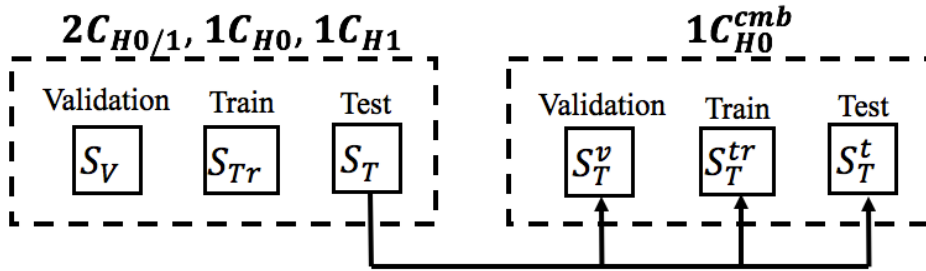 2C_{H0/1}, 1C_{H0}, 1C_{H1}
1C_{H0}^{cmb}
Validation Train Test
S_V S_{Tr} S_T
Validation Train Test
S_T^v S_T^{tr} S_T^t